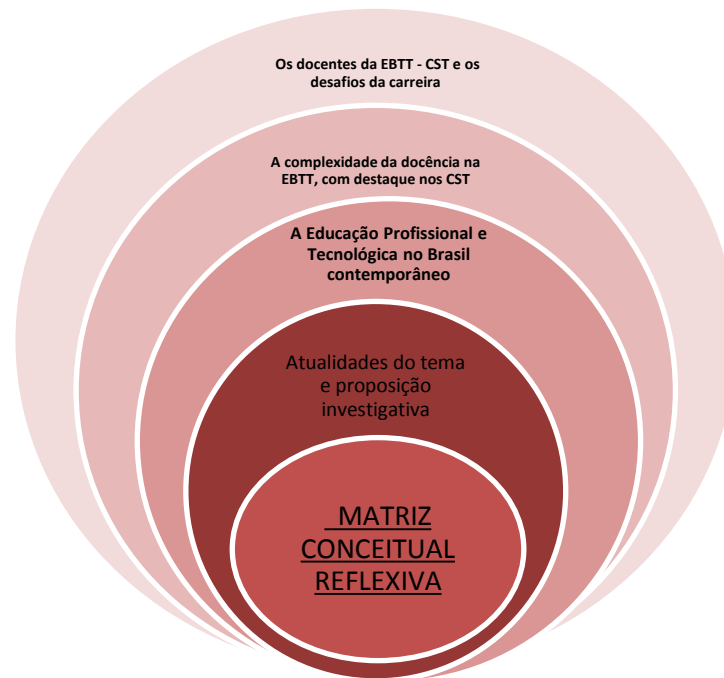 Os docentes da EBTT - CST e os
desafios da carreira
A complexidade da docência na
EBTT, com destaque nos CST
A Educação Profissional e
Tecnológica no Brasil
contemporâneo
Atualidades do tema
e proposição
investigativa
MATRIZ
CONCEITUAL
REFLEXIVA